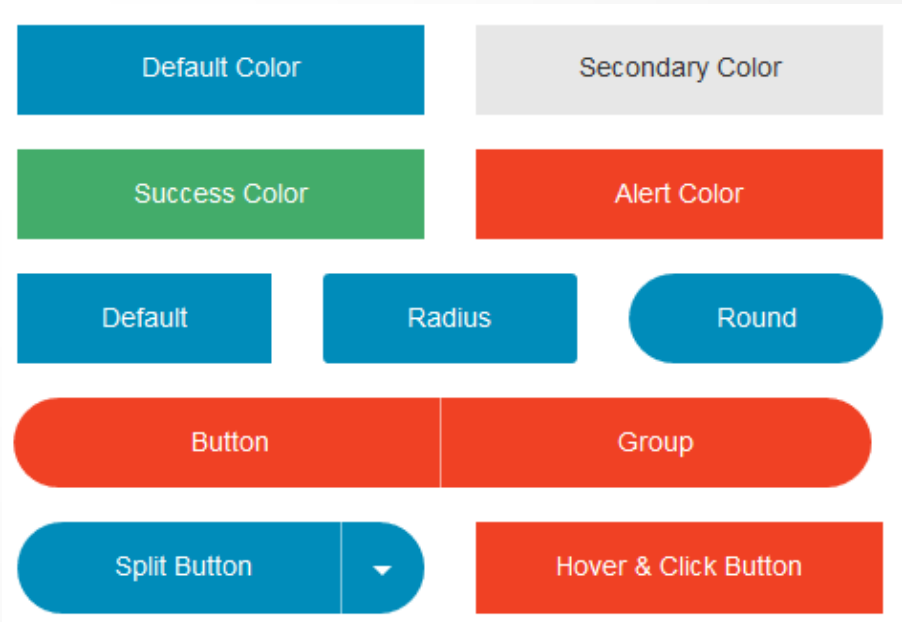 Default Color
Secondary Color
Success Color
Alert Color
Default
Radius
Round
Button
Group
Split Button
Hover & Click Button